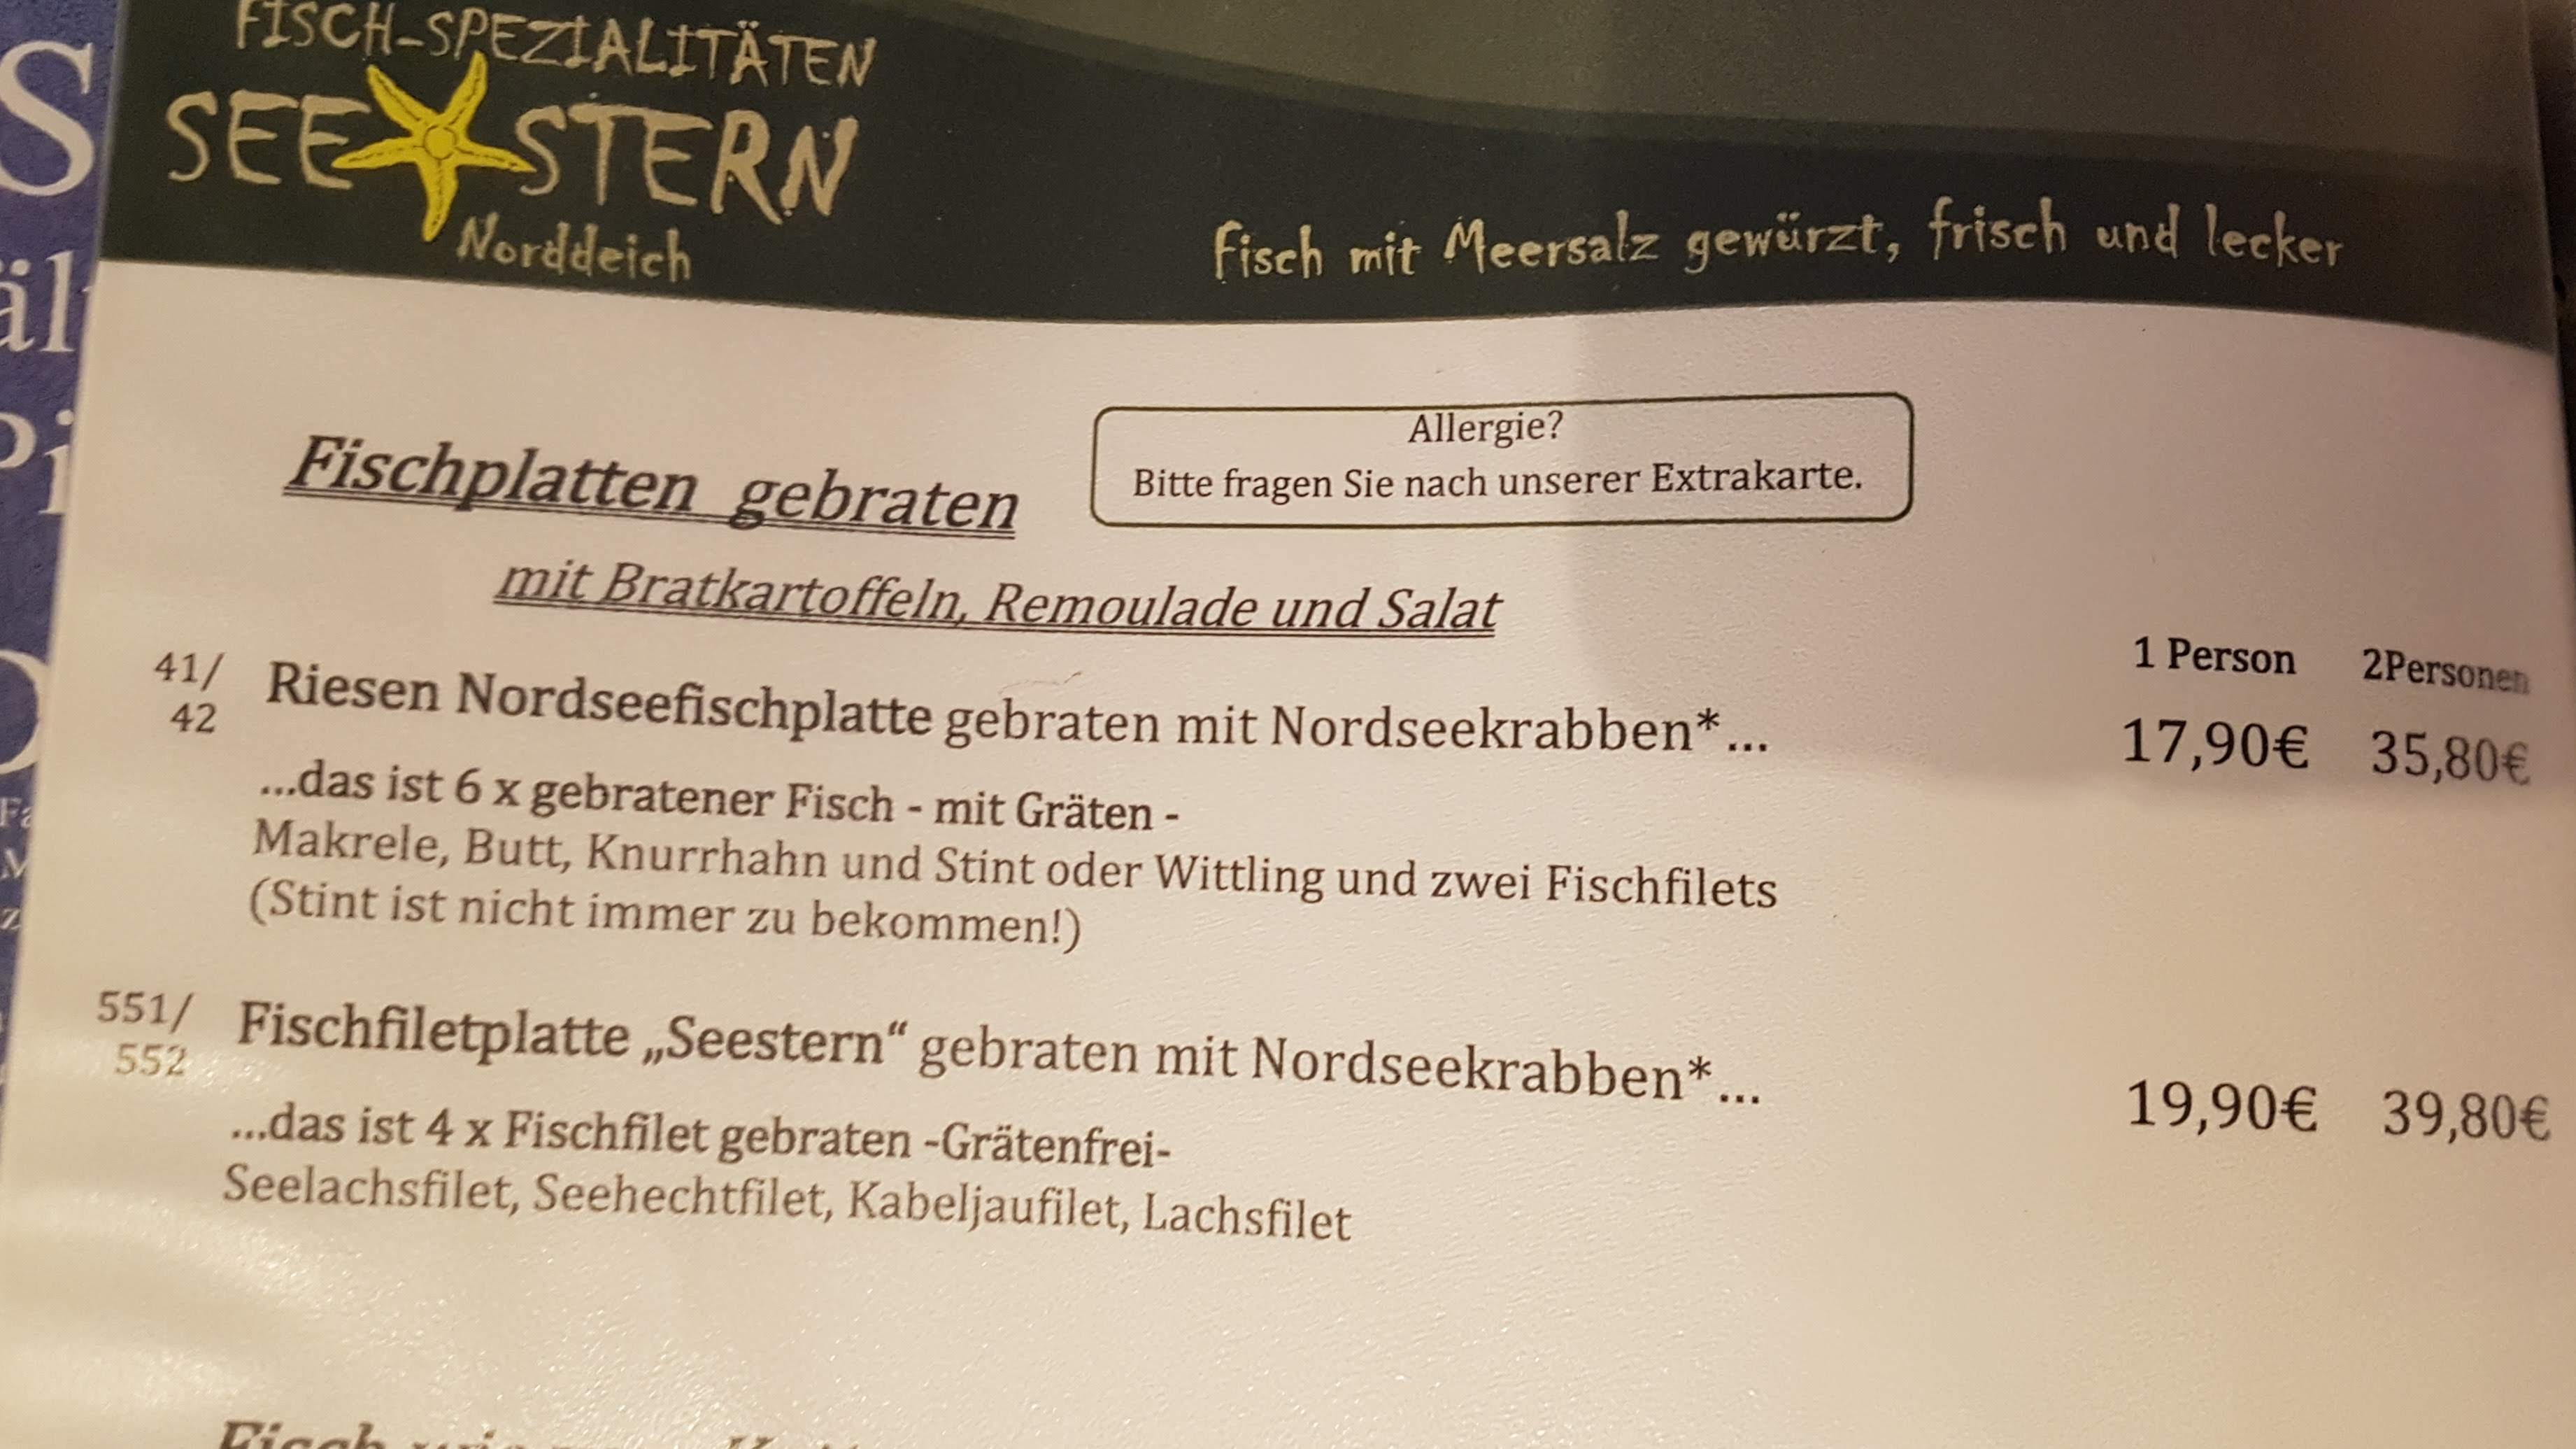 FISCH-SPEZIALITÄTEN
SEE STERN
Norddeich
Fisch mit Meersalz gewürzt, frisch und lecker
Allergie?
Bitte fragen Sie nach unserer Extrakarte.
Fischplatten gebraten
mit Bratkartoffeln, Remoulade und Salat
1 Person 2Personen
41/ Riesen Nordseefischplatte gebraten mit Nordseekrabben*... 17,90€ 35,80€
42
...das ist 6 x gebratener Fisch - mit Gräten -
Makrele, Butt, Knurrhahn und Stint oder Wittling und zwei Fischfilets
(Stint ist nicht immer zu bekommen!)
551/ Fischfiletplatte „Seestern“ gebraten mit Nordseekrabben*... 19,90€ 39,80€
552
...das ist 4 x Fischfilet gebraten -Grätenfrei-
Seelachsfilet, Seehechtfilet, Kabeljaufilet, Lachsfilet
Fisch